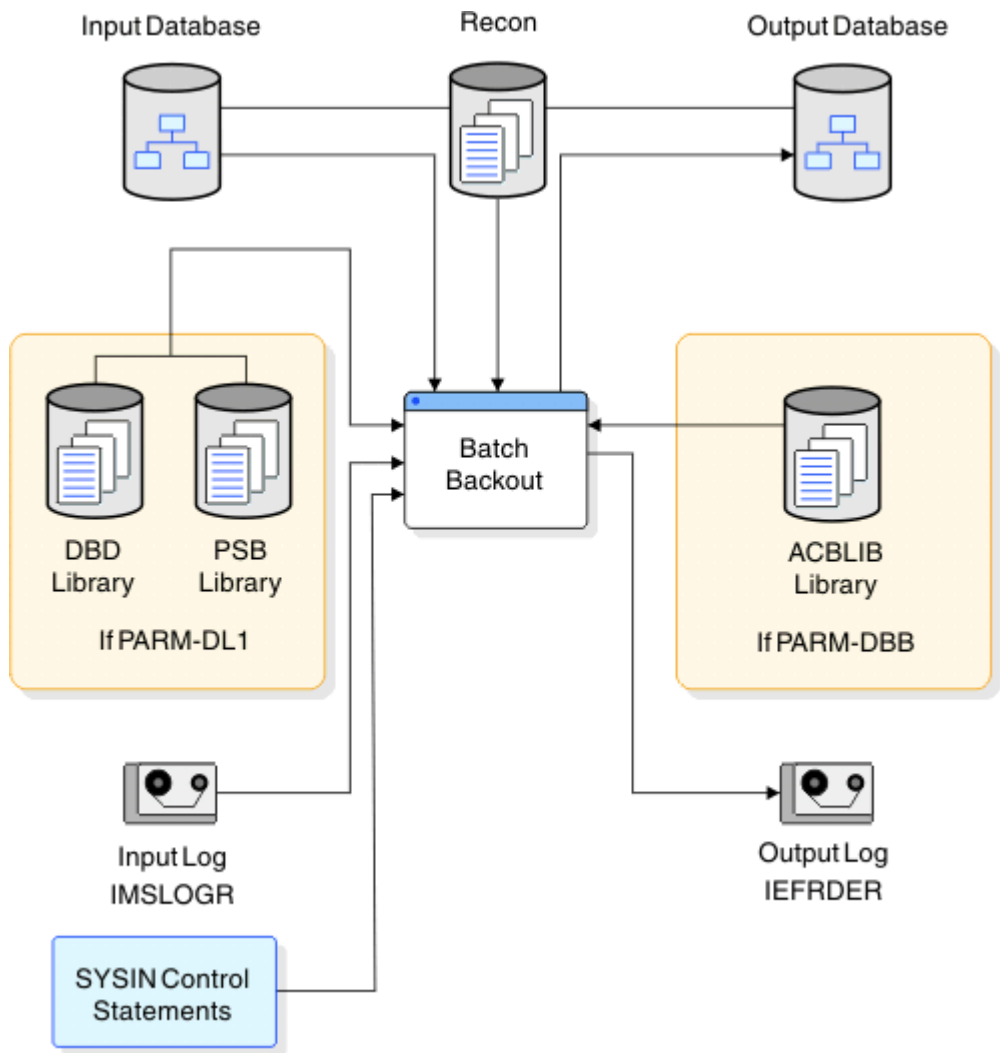 Input Database
Recon
Output Database
Batch
Backout
DBD
Library
PSB
Library
If PARM-DL1
ACBLIB
Library
If PARM-DBB
Input Log
IMSLOGR
Output Log
IEFRDER
SYSIN Control
Statements